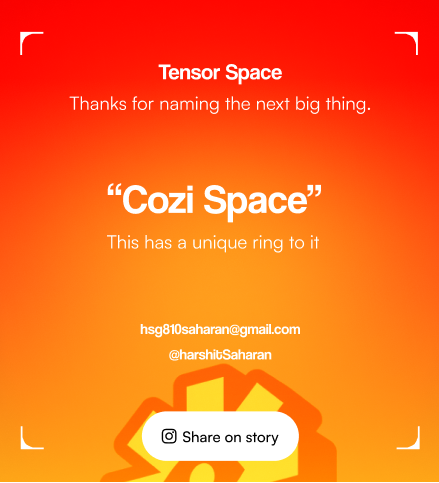 Tensor Space
Thanks for naming the next big thing.
“Cozi Space”
This has a unique ring to it
hsg810saharan@gmail.com
@harshitSaharan
Share on story